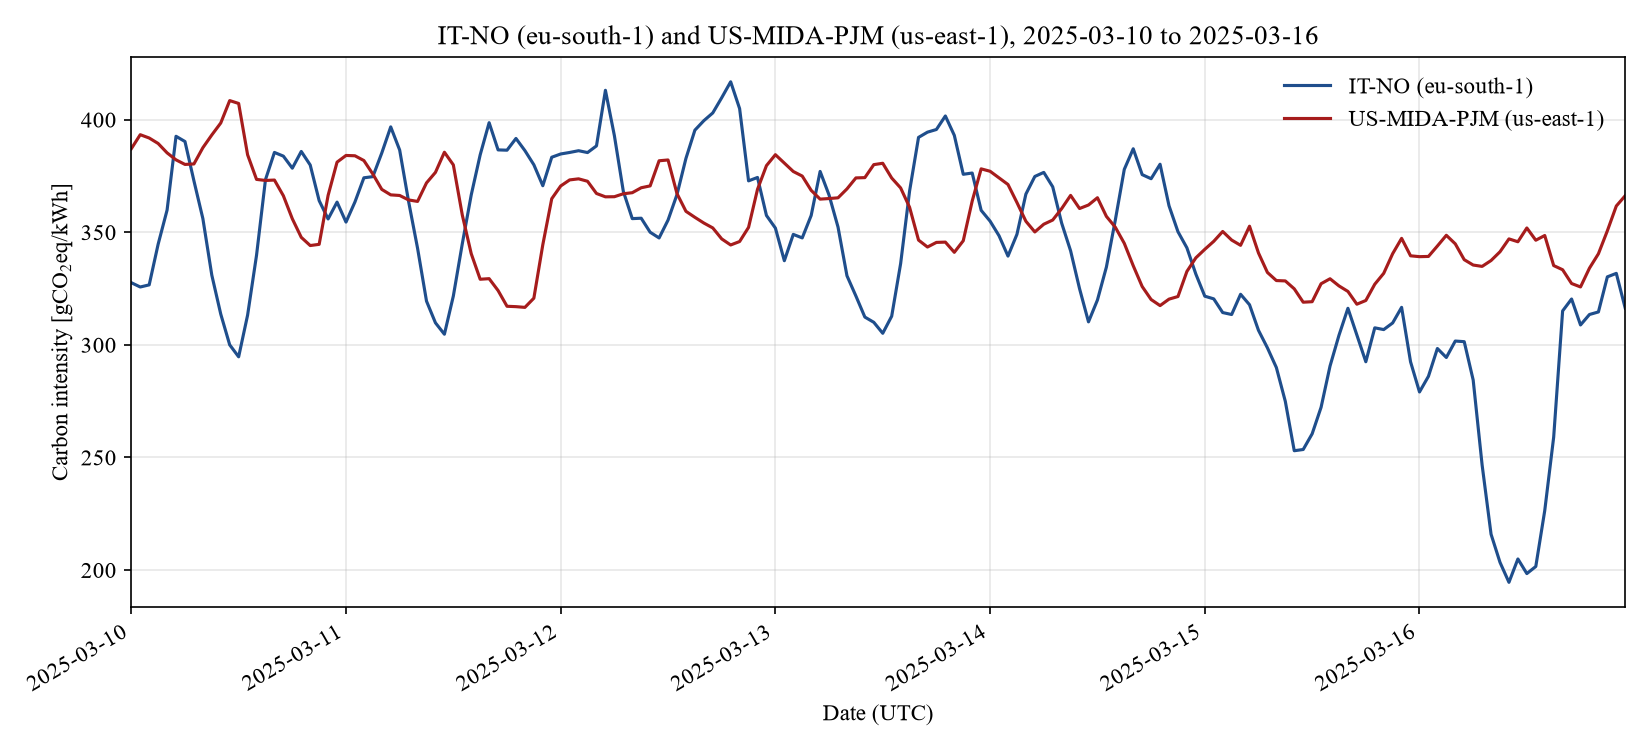 IT-NO (eu-south-1) and US-MIDA-PJM (us-east-1), 2025-03-10 to 2025-03-16
IT-NO (eu-south-1)
US-MIDA-PJM (us-east-1)
Carbon intensity [gCO₂eq/kWh]
400
350
300
250
200
2025-03-10
2025-03-11
2025-03-12
2025-03-13
2025-03-14
2025-03-15
2025-03-16
Date (UTC)